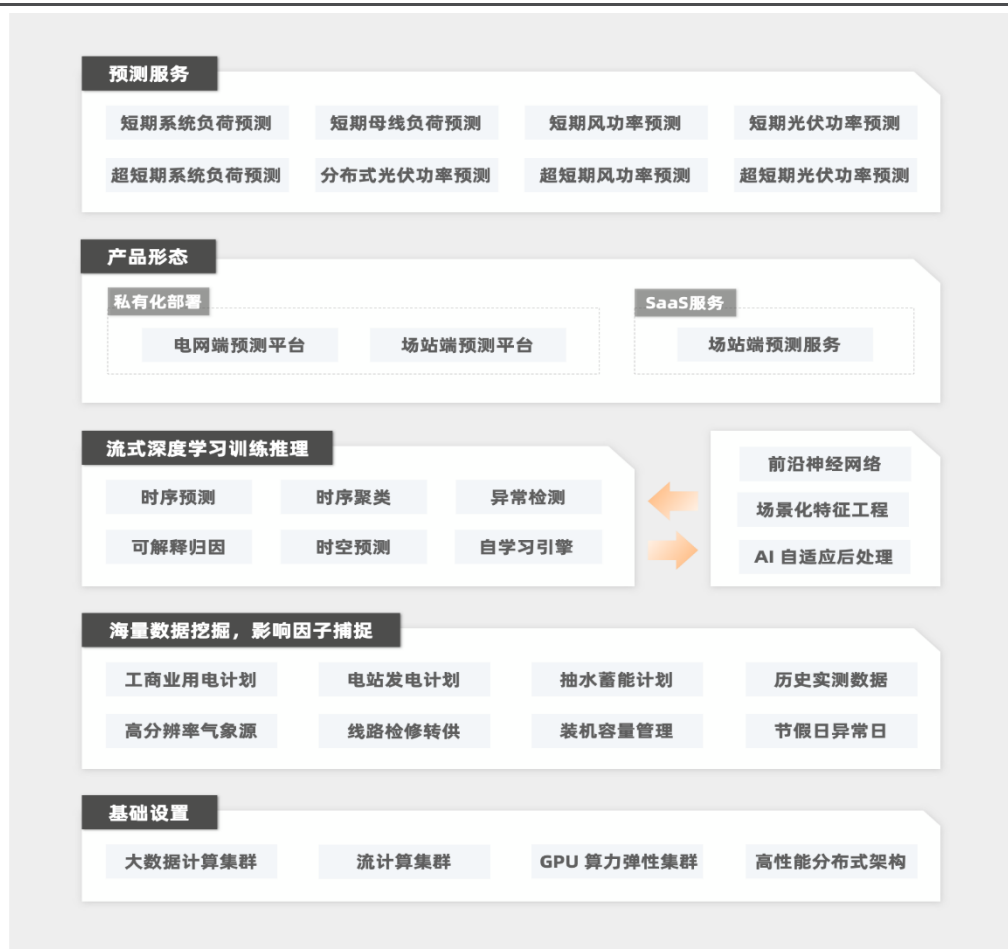 预测服务
短期系统负荷预测 短期母线负荷预测 短期风功率预测 短期光伏功率预测
超短期系统负荷预测 分布式光伏功率预测 超短期风功率预测 超短期光伏功率预测
产品形态
私有化部署 SaaS服务
电网端预测平台 场站端预测平台 场站端预测服务
流式深度学习训练推理
时序预测 时序聚类 异常检测
可解释归因 时空预测 自学习引擎
前沿神经网络
场景化特征工程
AI 自适应后处理
海量数据挖掘，影响因子捕捉
工商业用电计划 电站发电计划 抽水蓄能计划 历史实测数据
高分辨率气象源 线路检修转供 装机容量管理 节假日异常日
基础设置
大数据计算集群 流计算集群 GPU 算力弹性集群 高性能分布式架构